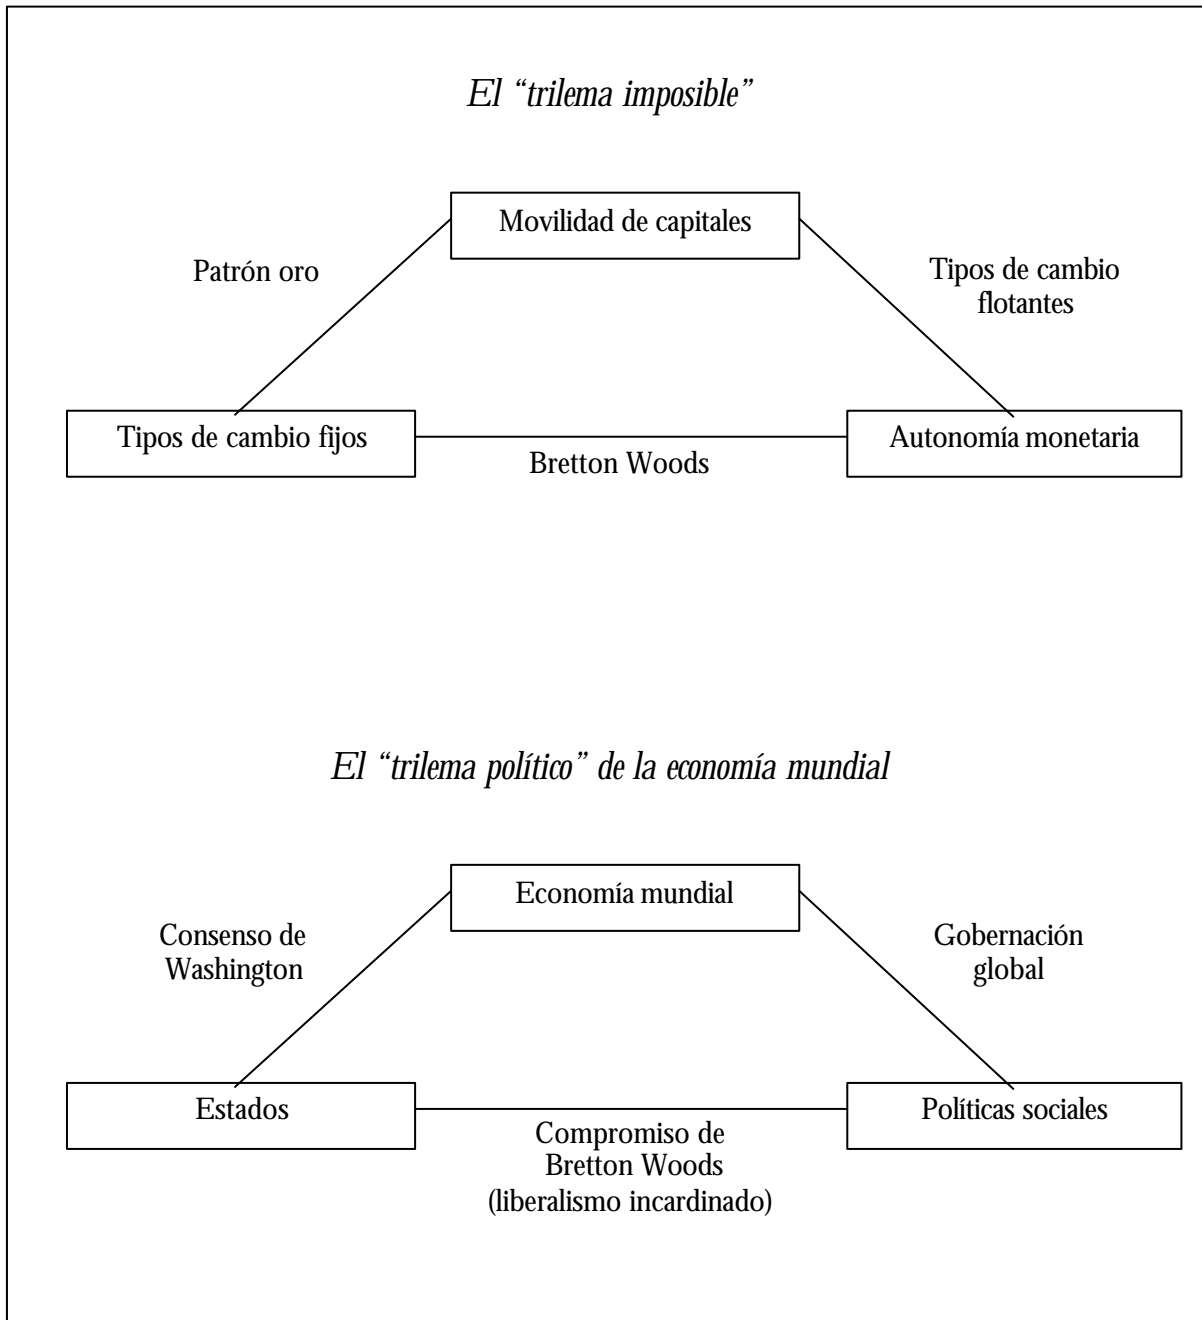 El “trilema imposible”
Movilidad de capitales
Patrón oro
Tipos de cambio
flotantes
Tipos de cambio fijos
Autonomía monetaria
Bretton Woods
El “trilema político” de la economía mundial
Economía mundial
Consenso de
Washington
Gobernación
global
Estados
Políticas sociales
Compromiso de
Bretton Woods
(liberalismo incardinado)